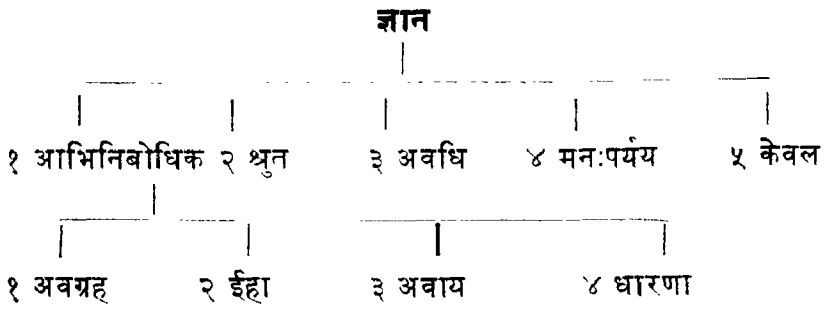 ज्ञान
१ आभिनिबोधिक २ श्रुत ३ अवधि ४ मनःपर्यय ५ केवल
१ अवग्रह २ ईहा ३ अवाय ४ धारणा